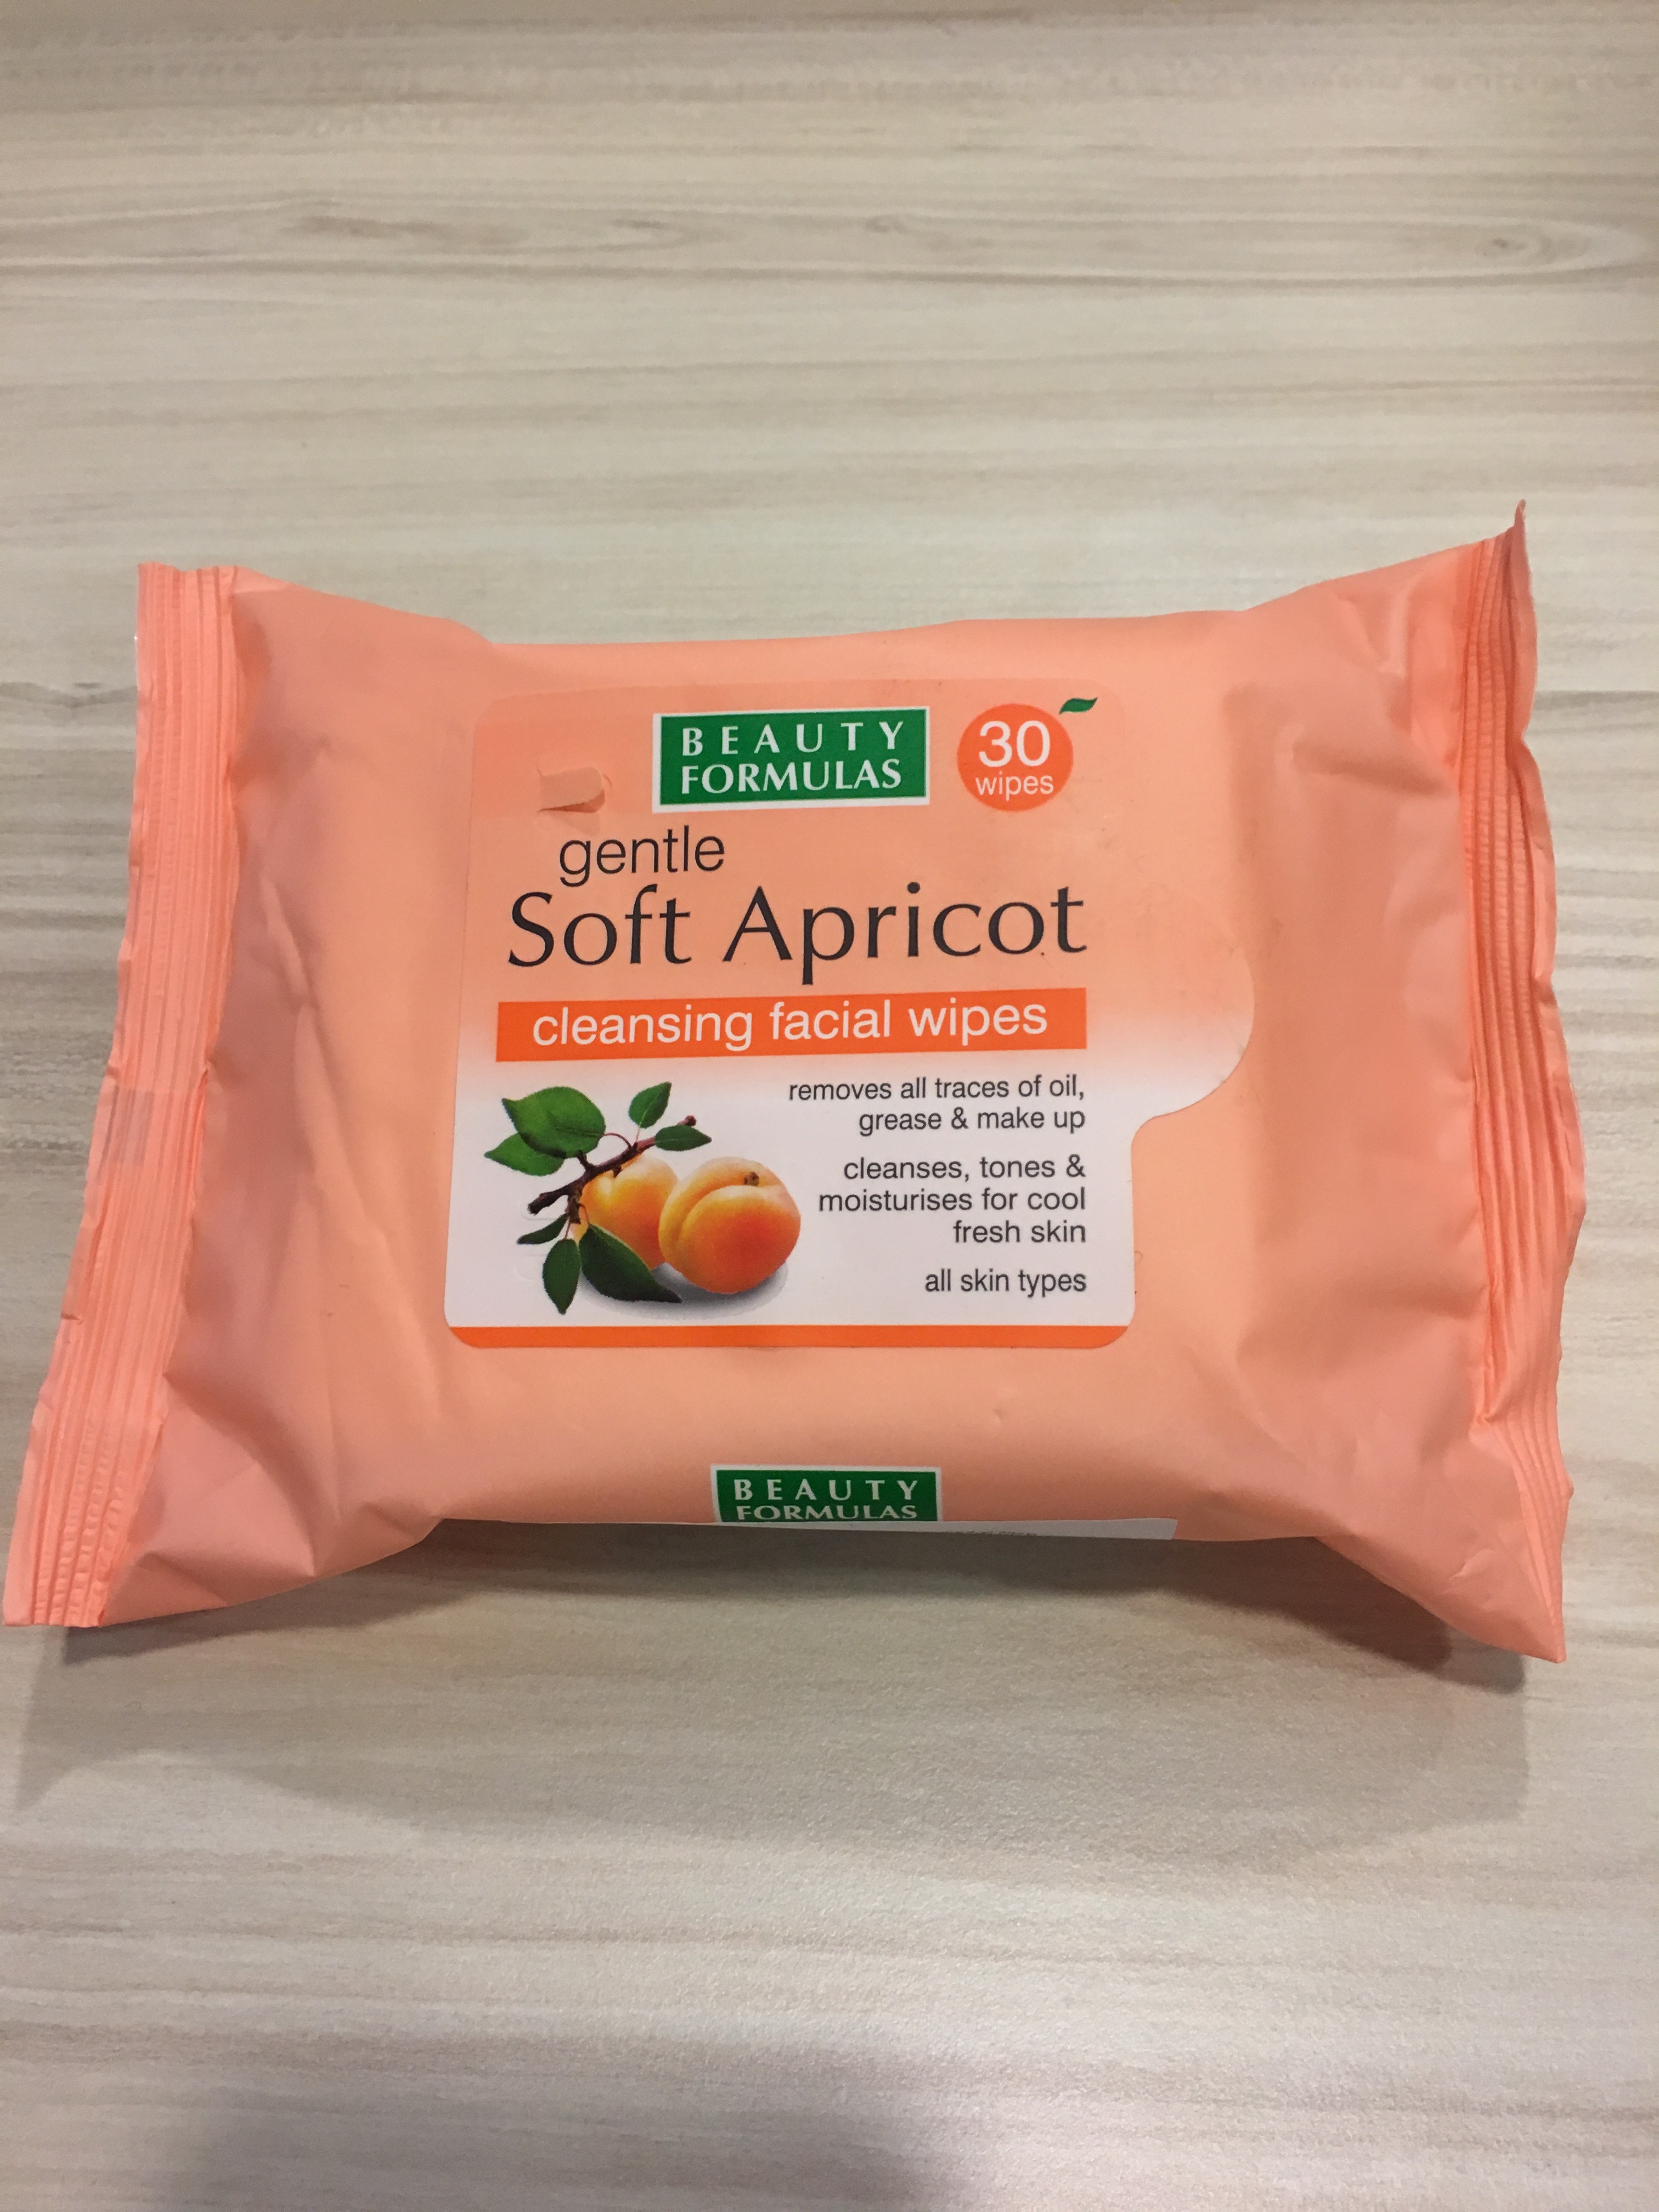 BEAUTY
FORMULAS
30
wipes
gentle
Soft Apricot
cleansing facial wipes
removes all traces of oil,
grease & make up
cleanses, tones &
moisturises for cool
fresh skin
all skin types
BEAUTY
FORMULAS